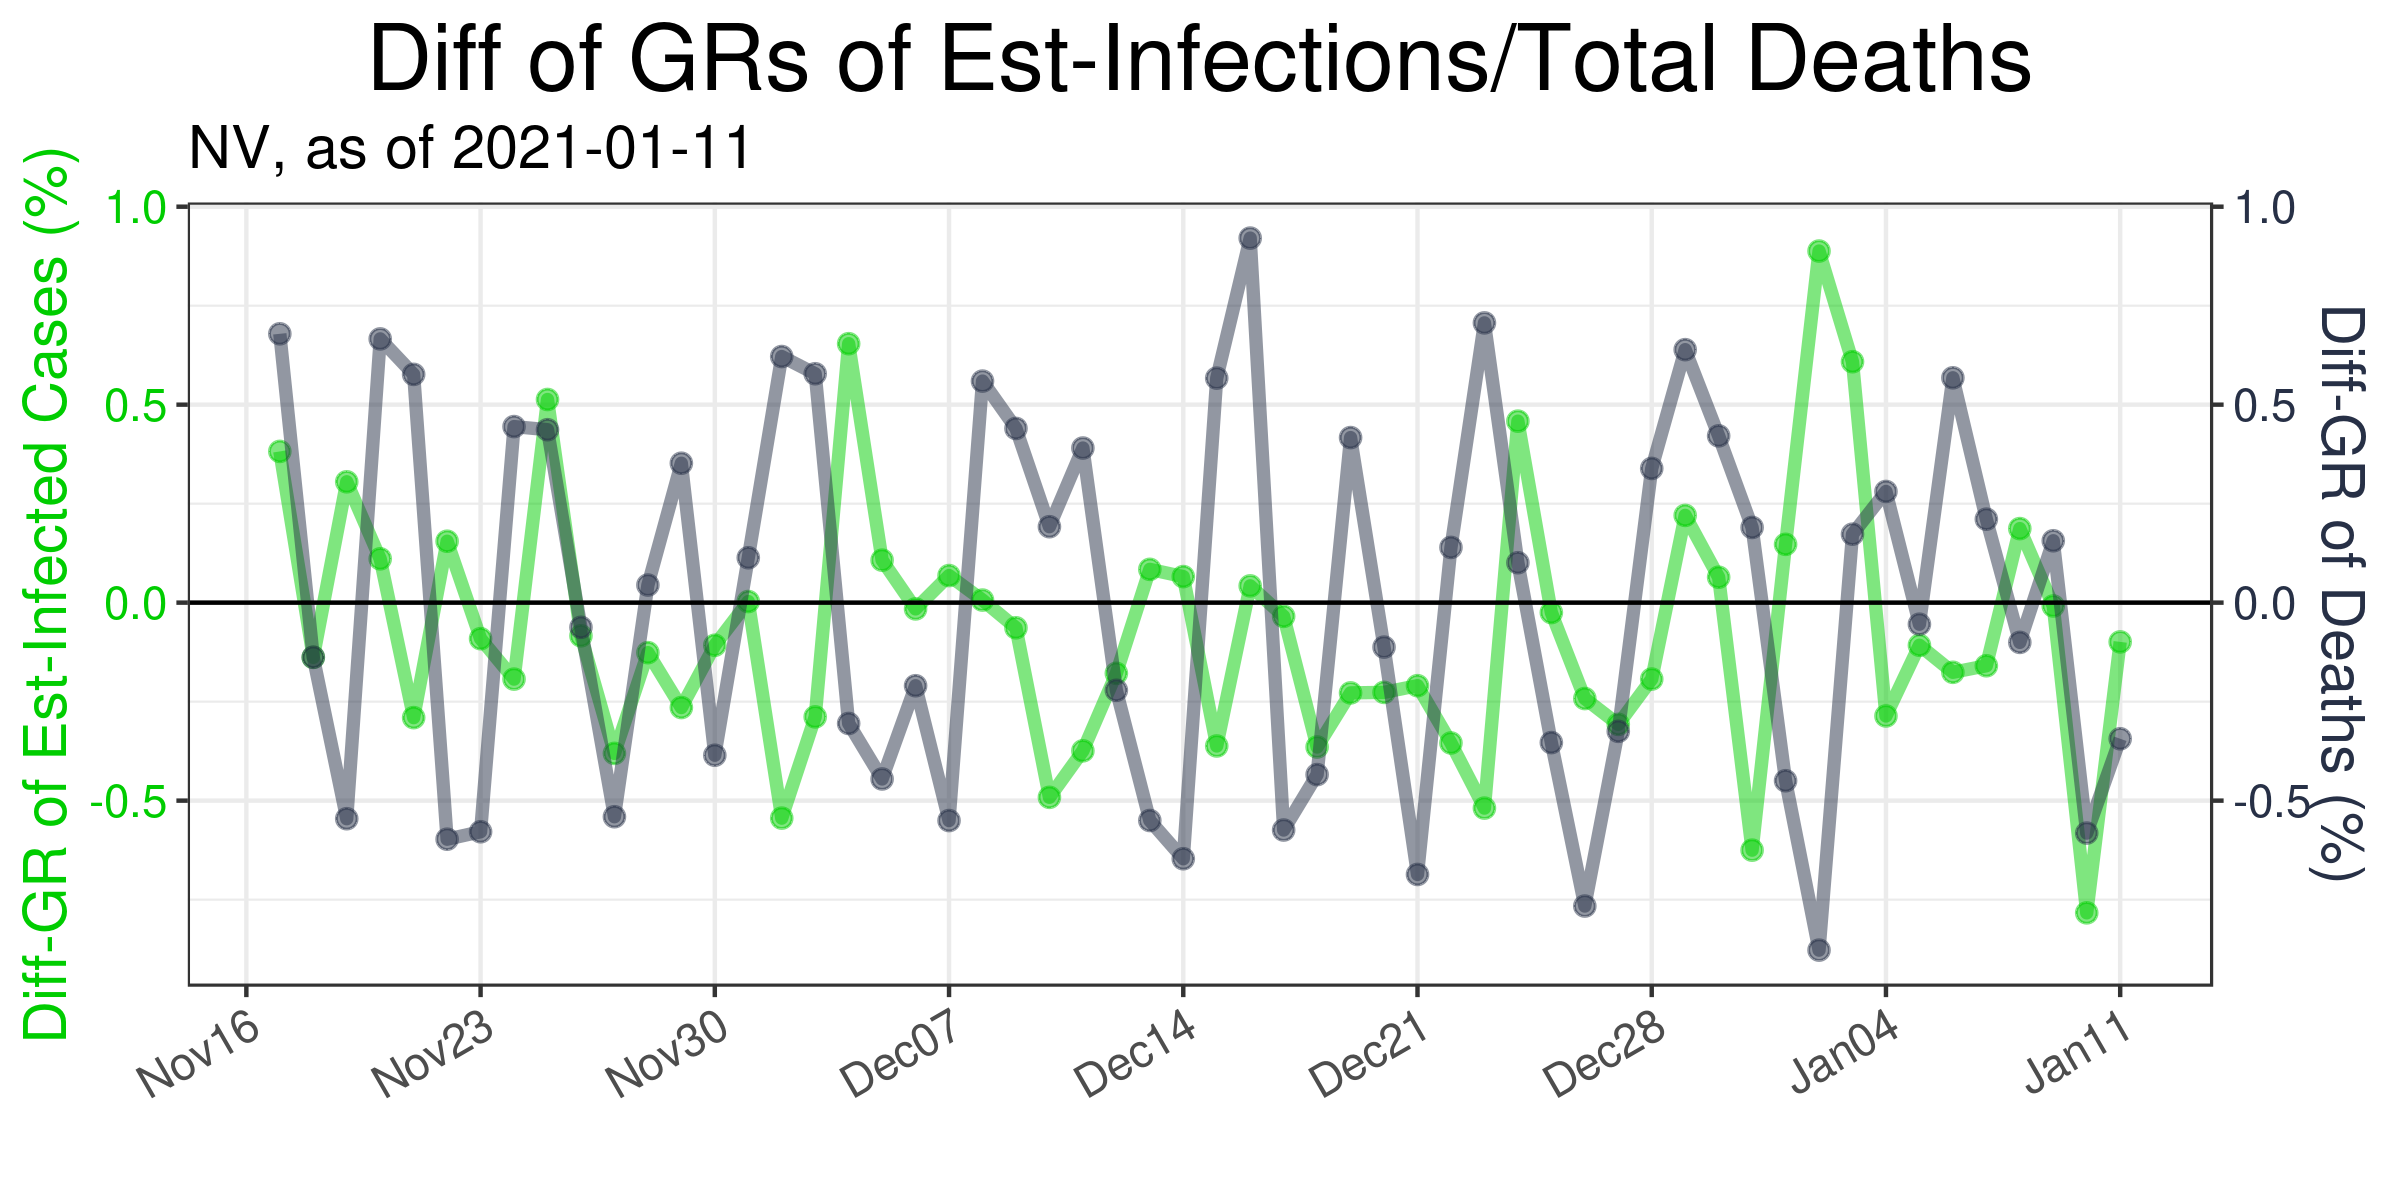 Diff of GRs of Est-Infections/Total Deaths
NV, as of 2021-01-11
Diff-GR of Est-Infected Cases (%)
1.0
0.5
0.0
-0.5
1.0
0.5
0.0
-0.5
Diff-GR of Deaths (%)
Nov16
Nov23
Nov30
Dec07
Dec14
Dec21
Dec28
Jan04
Jan11